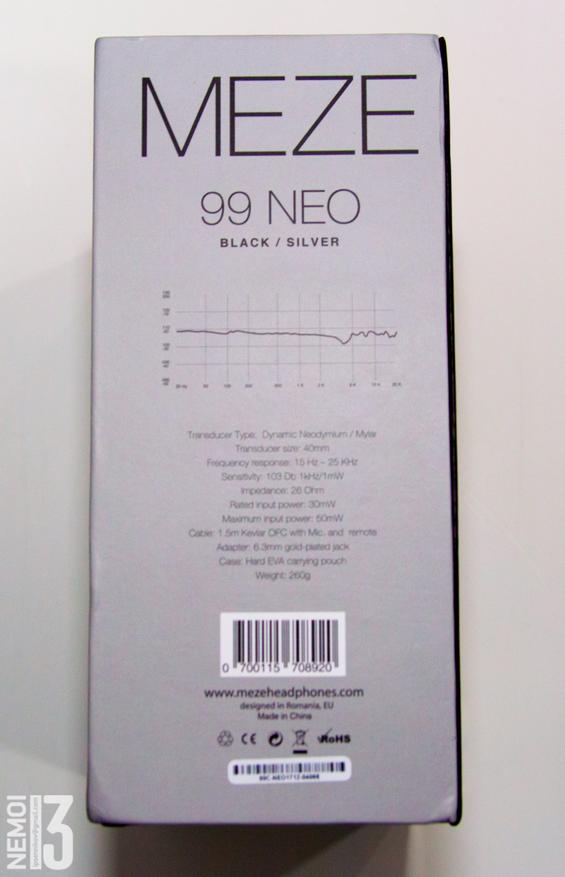 MEZE
99 NEO
BLACK / SILVER
Transducer Type: Dynamic Neodymium / Mylar
Transducer size: 40mm
Frequency response: 15 Hz - 25 KHz
Sensitivity: 103 Db 1kHz/1mW
Impedance: 26 Ohm
Rated input power: 30mW
Maximum input power: 50mW
Cable: 1.5m Kevlar OFC with Mic. and remote
Adapter: 6.3mm gold-plated jack
Case: Hard EVA carrying pouch
Weight: 260g
0 700115 708920
www.mezeheadphones.com
designed in Romania, EU
Made in China
CE RoHS
NEMOI
13